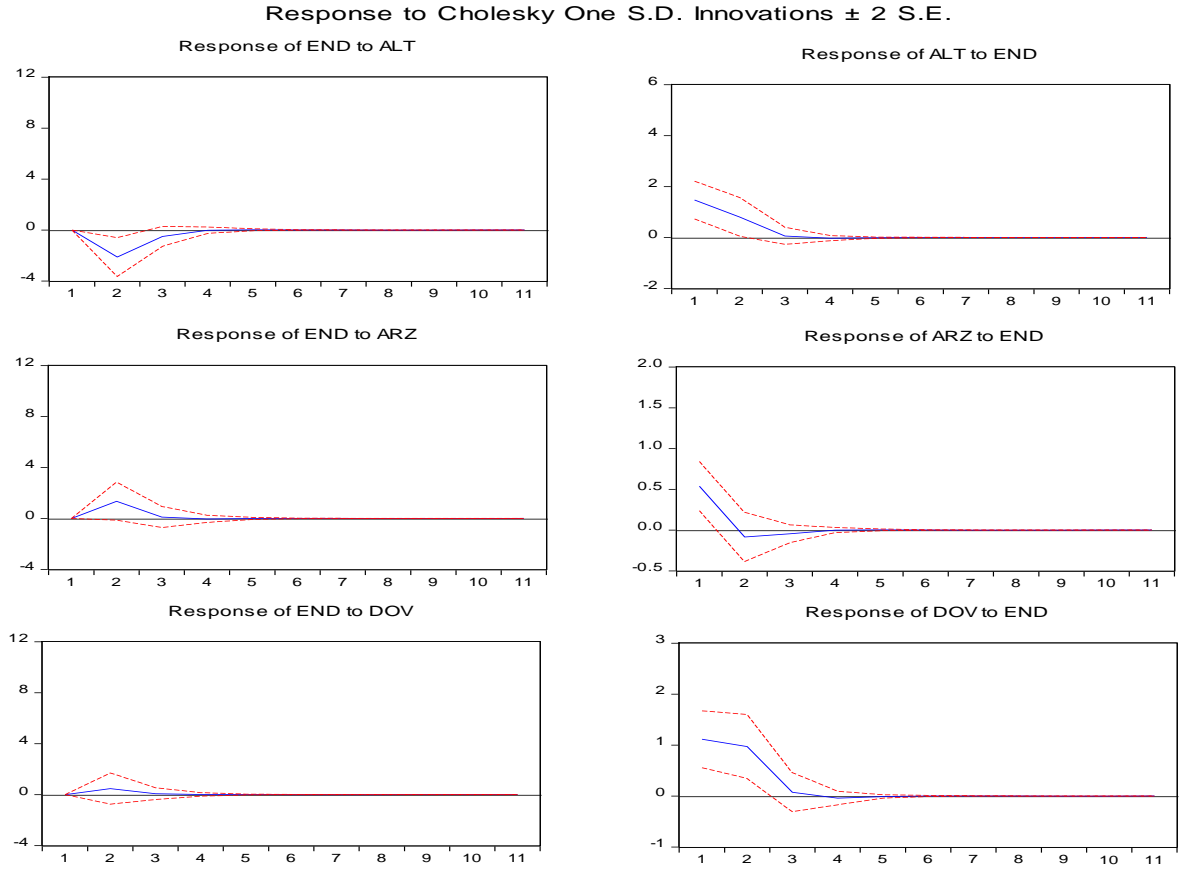 Response to Cholesky One S.D. Innovations ± 2 S.E.
Response of END to ALT
12
8
4
0
-4
1 2 3 4 5 6 7 8 9 10 11
Response of ALT to END
6
4
2
0
-2
1 2 3 4 5 6 7 8 9 10 11
Response of END to ARZ
12
8
4
0
-4
1 2 3 4 5 6 7 8 9 10 11
Response of ARZ to END
2.0
1.5
1.0
0.5
0.0
-0.5
1 2 3 4 5 6 7 8 9 10 11
Response of END to DOV
12
8
4
0
-4
1 2 3 4 5 6 7 8 9 10 11
Response of DOV to END
3
2
1
0
-1
1 2 3 4 5 6 7 8 9 10 11